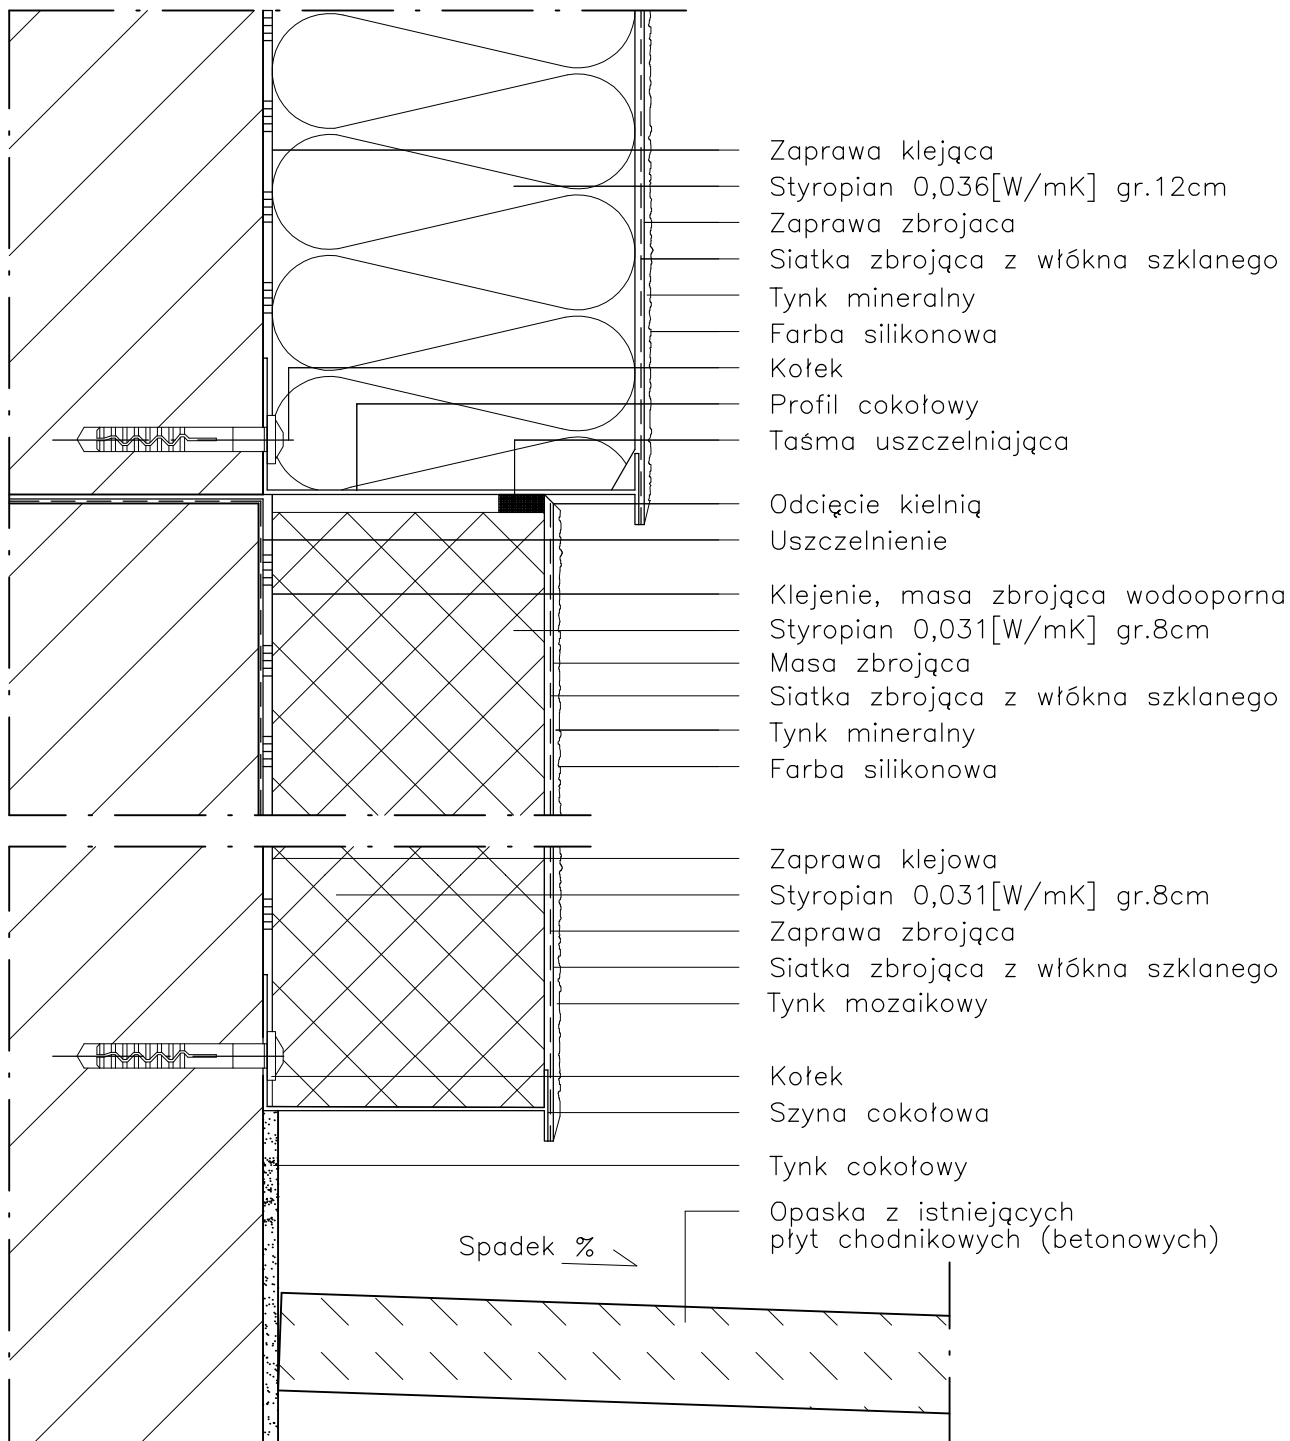 Zaprawa klejąca
Styropian 0,036[W/mK] gr.12cm
Zaprawa zbrojaca
Siatka zbrojąca z włókna szklanego
Tynk mineralny
Farba silikonowa
Kołek
Profil cokołowy
Taśma uszczelniająca
Odcięcie kielnią
Uszczelnienie
Klejenie, masa zbrojąca wodooporna
Styropian 0,031[W/mK] gr.8cm
Masa zbrojąca
Siatka zbrojąca z włókna szklanego
Tynk mineralny
Farba silikonowa
Zaprawa klejowa
Styropian 0,031[W/mK] gr.8cm
Zaprawa zbrojąca
Siatka zbrojąca z włókna szklanego
Tynk mozaikowy
Kołek
Szyna cokołowa
Tynk cokołowy
Opaska z istniejących
płyt chodnikowych (betonowych)
Spadek %